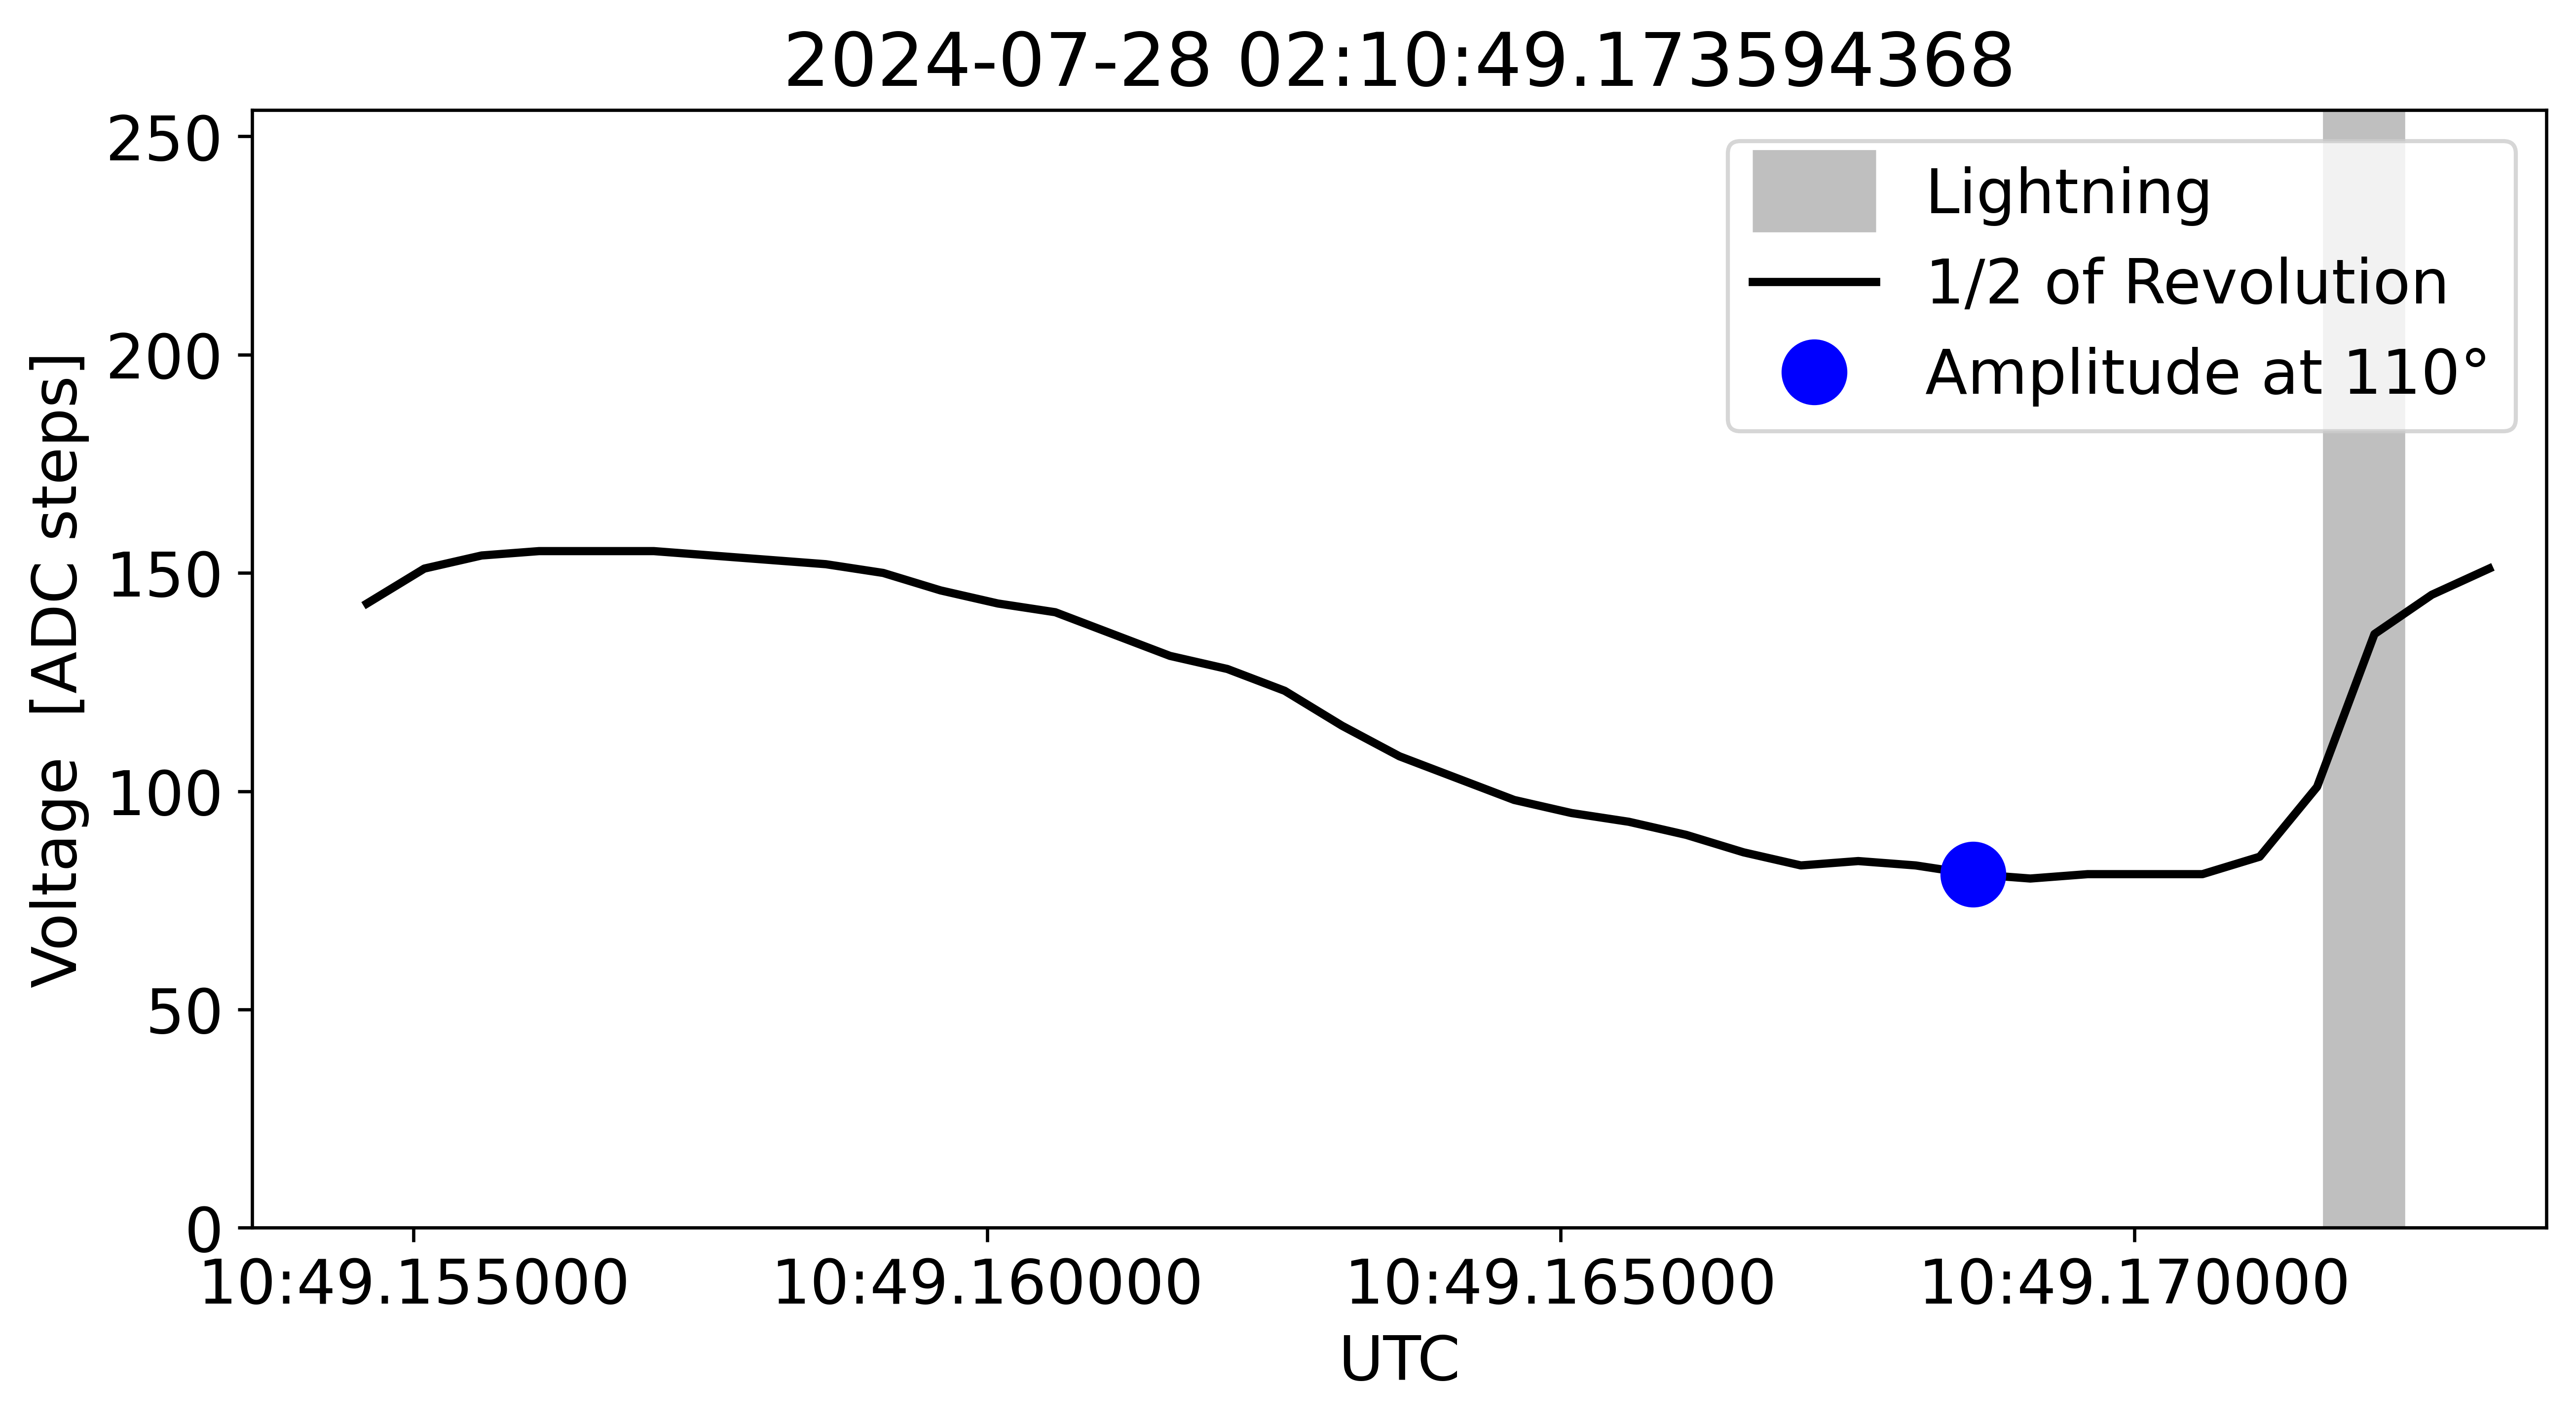 2024-07-28 02:10:49.173594368
Voltage [ADC steps]
250
200
150
100
50
0
Lightning
1/2 of Revolution
Amplitude at 110°
10:49.155000
10:49.160000
10:49.165000
10:49.170000
UTC